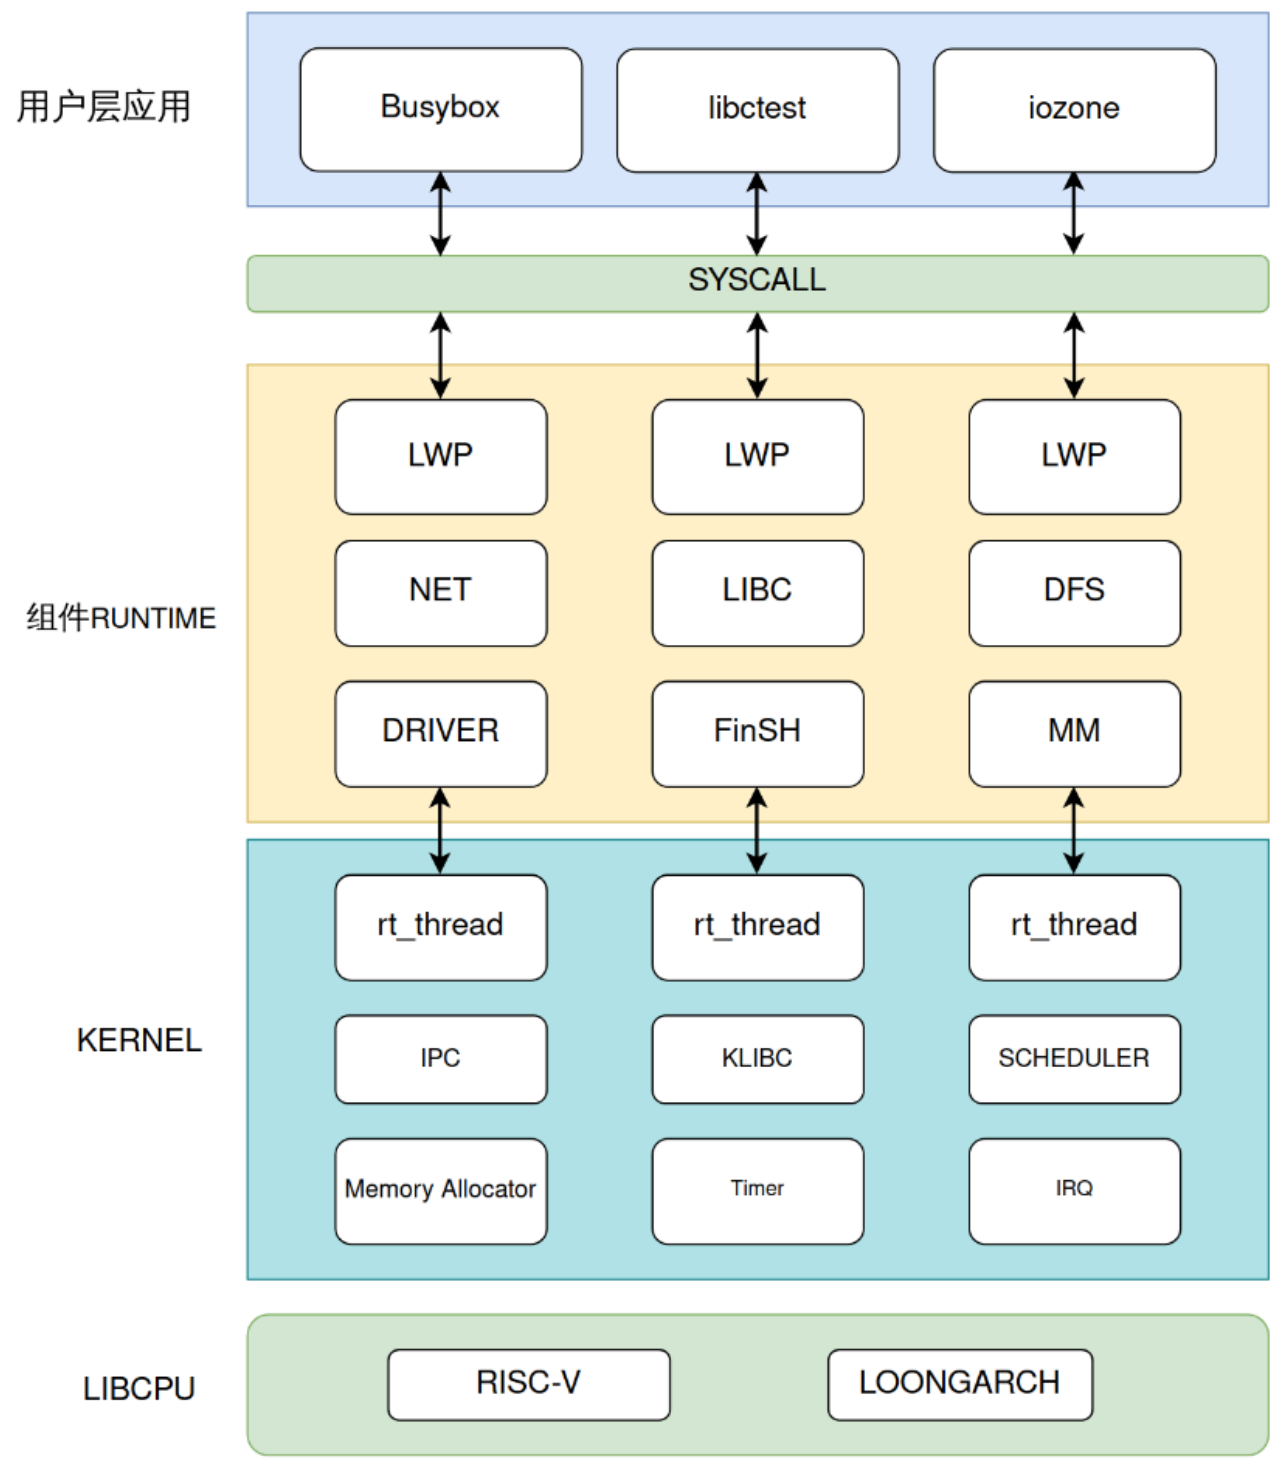 用户层应用
Busybox
libctest
iozone
SYSCALL
LWP
LWP
LWP
组件RUNTIME
NET
LIBC
DFS
DRIVER
FinSH
MM
KERNEL
rt_thread
rt_thread
rt_thread
IPC
KLIBC
SCHEDULER
Memory Allocator
Timer
IRQ
LIBCPU
RISC-V
LOONGARCH